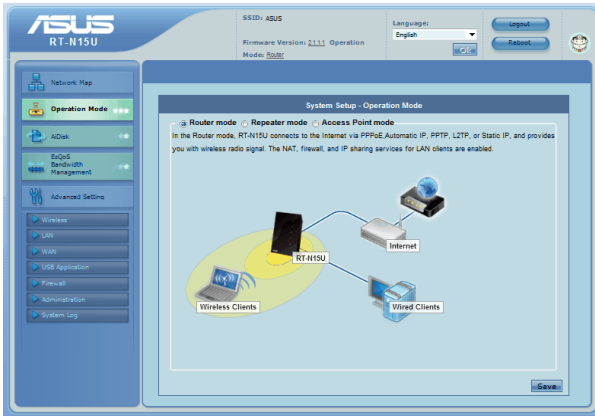 ASUS
RT-N15U
SSID: ASUS
Firmware Version: 2.1.1.1 Operation
Mode: Router
Language:
English
OK
Logout
Reboot
Network Map
Operation Mode
AiDisk
EzQoS
Bandwidth
Management
Advanced Setting
Wireless
LAN
WAN
USB Application
Firewall
Administration
System Log
System Setup - Operation Mode
Router mode Repeater mode Access Point mode
In the Router mode, RT-N15U connects to the Internet via PPPoE,Automatic IP, PPTP, L2TP, or Static IP, and provides
you with wireless radio signal. The NAT, firewall, and IP sharing services for LAN clients are enabled.
Internet
RT-N15U
Wireless Clients
Wired Clients
Save